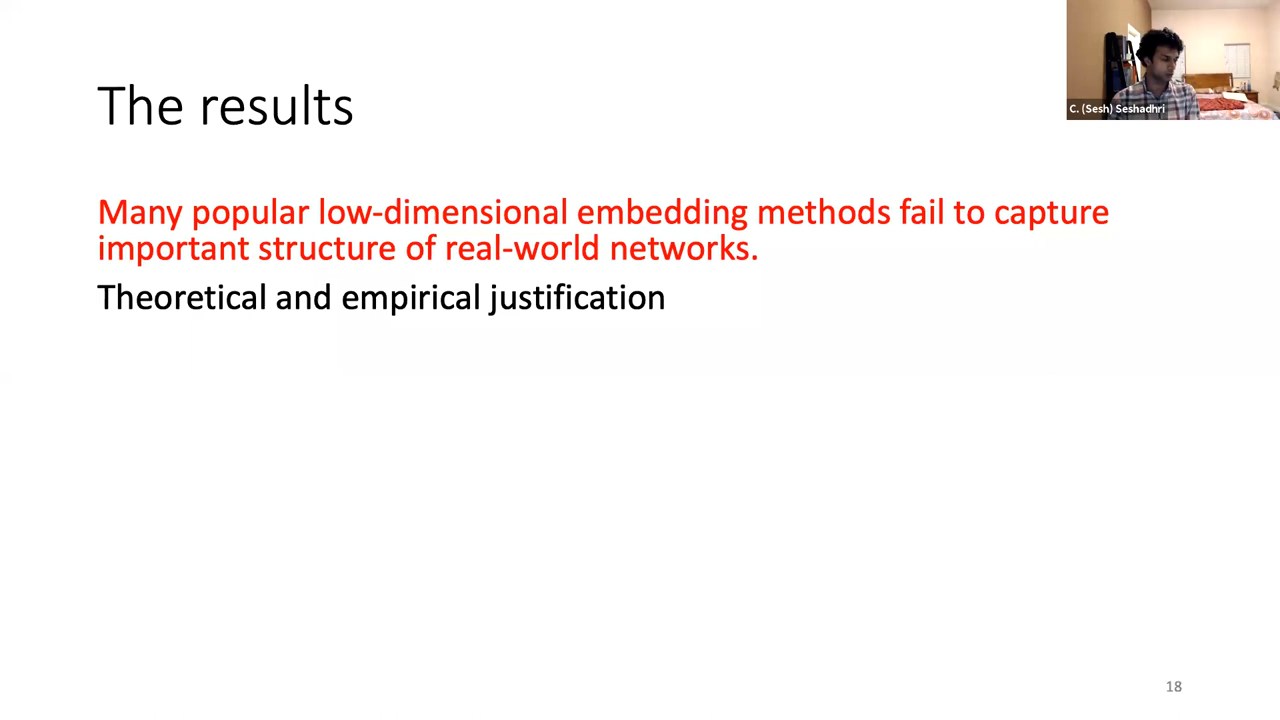 C. (Sesh) Seshadhri
The results
Many popular low-dimensional embedding methods fail to capture
important structure of real-world networks.
Theoretical and empirical justification
18